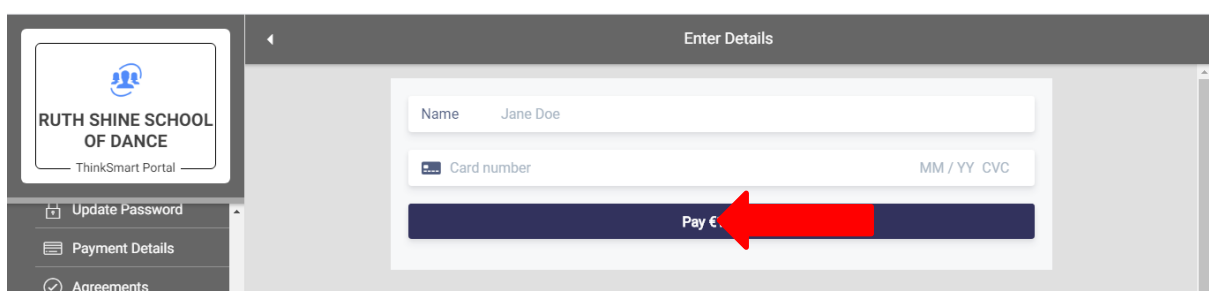 RUTH SHINE SCHOOL
OF DANCE
ThinkSmart Portal
Update Password
Payment Details
Agreements
Enter Details
Name Jane Doe
Card number MM / YY CVC
Pay €